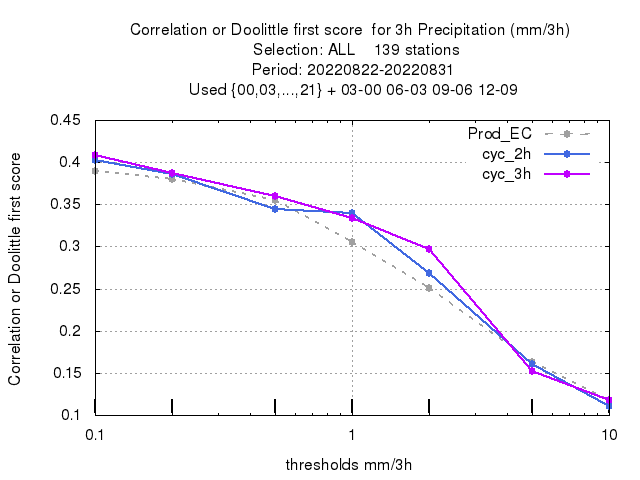 Correlation or Doolittle first score  for 3h Precipitation (mm/3h)
Selection: ALL    139 stations
Period: 20220822-20220831
Used {00,03,...,21} + 03-00 06-03 09-06 12-09
Correlation or Doolittle first score
0.45
0.4
0.35
0.3
0.25
0.2
0.15
0.1
Prod_EC
cyc_2h
cyc_3h
0.1 1 10
thresholds mm/3h